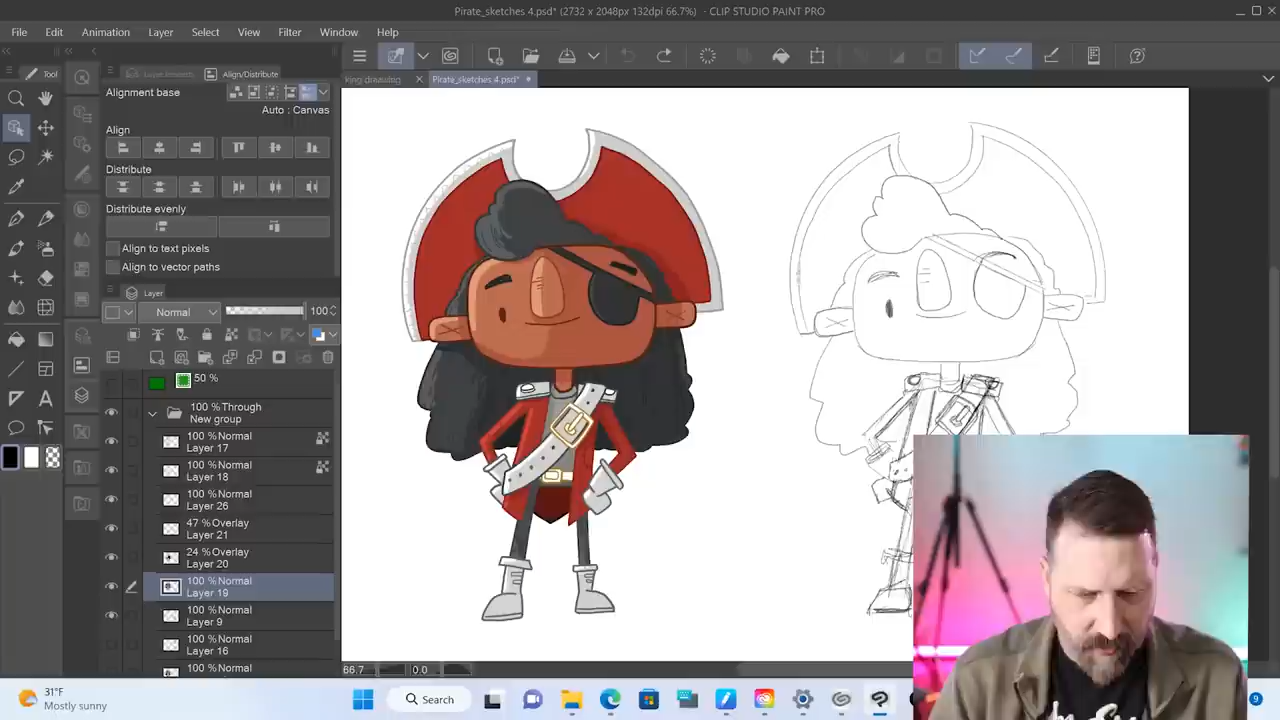 Pirate_sketches 4.psd* (2732 x 2048px 132dpi 66.7%) - CLIP STUDIO PAINT PRO
File Edit Animation Layer Select View Filter Window Help
Tool
Layer Align/Distribute
king drawing Pirate_sketches 4.psd*
Alignment base
Auto : Canvas
Align
Distribute
Distribute evenly
Align to text pixels
Align to vector paths
Layer
Normal 100
50 %
100 %Through
New group
100 %Normal
Layer 17
100 %Normal
Layer 18
100 %Normal
Layer 26
47 %Overlay
Layer 21
24 %Overlay
Layer 20
100 %Normal
Layer 19
100 %Normal
Layer 9
100 %Normal
Layer 16
100 %Normal
66.7 0.0
31°F
Mostly sunny
Search
9